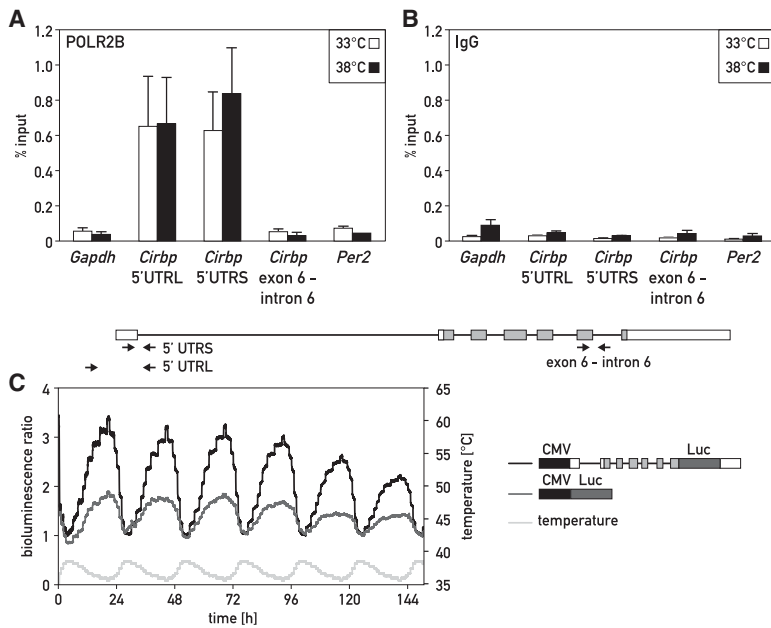 A
POLR2B
33°C
38°C
1.2
1.0
0.8
0.6
0.4
0.2
0
% input
Gapdh
Cirbp
5'UTRL
Cirbp
5'UTRS
Cirbp
exon 6 –
intron 6
Per2
B
IgG
33°C
38°C
1.2
1.0
0.8
0.6
0.4
0.2
0
% input
Gapdh
Cirbp
5'UTRL
Cirbp
5'UTRS
Cirbp
exon 6 –
intron 6
Per2
5' UTRS
5' UTRL
exon 6 – intron 6
C
4
3
2
1
0
bioluminescence ratio
0 24 48 72 96 120 144
time [h]
65
60
55
50
45
40
35
temperature [°C]
CMV Luc
CMV Luc
temperature